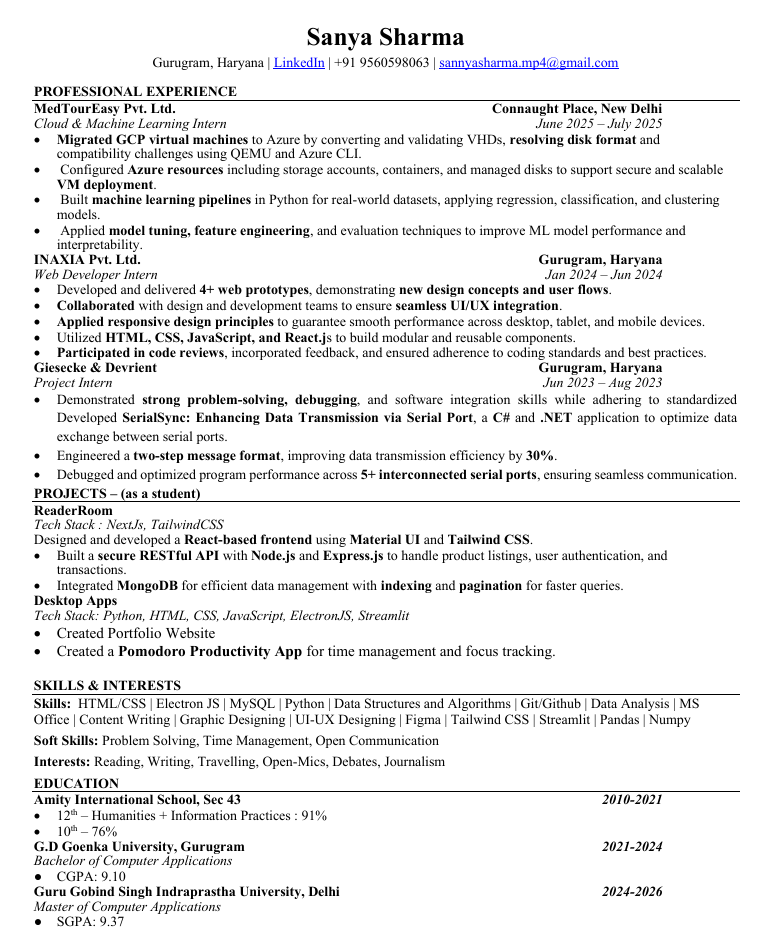 Sanya Sharma
Gurugram, Haryana | LinkedIn | +91 9560598063 | sannyasharma.mp4@gmail.com
PROFESSIONAL EXPERIENCE
MedTourEasy Pvt. Ltd. Connaught Place, New Delhi
Cloud & Machine Learning Intern June 2025 – July 2025
• Migrated GCP virtual machines to Azure by converting and validating VHDs, resolving disk format and
compatibility challenges using QEMU and Azure CLI.
• Configured Azure resources including storage accounts, containers, and managed disks to support secure and scalable
VM deployment.
• Built machine learning pipelines in Python for real-world datasets, applying regression, classification, and clustering
models.
• Applied model tuning, feature engineering, and evaluation techniques to improve ML model performance and
interpretability.
INAXIA Pvt. Ltd. Gurugram, Haryana
Web Developer Intern Jan 2024 – Jun 2024
• Developed and delivered 4+ web prototypes, demonstrating new design concepts and user flows.
• Collaborated with design and development teams to ensure seamless UI/UX integration.
• Applied responsive design principles to guarantee smooth performance across desktop, tablet, and mobile devices.
• Utilized HTML, CSS, JavaScript, and React.js to build modular and reusable components.
• Participated in code reviews, incorporated feedback, and ensured adherence to coding standards and best practices.
Giesecke & Devrient Gurugram, Haryana
Project Intern Jun 2023 – Aug 2023
• Demonstrated strong problem-solving, debugging, and software integration skills while adhering to standardized
Developed SerialSync: Enhancing Data Transmission via Serial Port, a C# and .NET application to optimize data
exchange between serial ports.
• Engineered a two-step message format, improving data transmission efficiency by 30%.
• Debugged and optimized program performance across 5+ interconnected serial ports, ensuring seamless communication.
PROJECTS – (as a student)
ReaderRoom
Tech Stack : NextJs, TailwindCSS
Designed and developed a React-based frontend using Material UI and Tailwind CSS.
• Built a secure RESTful API with Node.js and Express.js to handle product listings, user authentication, and
transactions.
• Integrated MongoDB for efficient data management with indexing and pagination for faster queries.
Desktop Apps
Tech Stack: Python, HTML, CSS, JavaScript, ElectronJS, Streamlit
• Created Portfolio Website
• Created a Pomodoro Productivity App for time management and focus tracking.
SKILLS & INTERESTS
Skills: HTML/CSS | Electron JS | MySQL | Python | Data Structures and Algorithms | Git/Github | Data Analysis | MS
Office | Content Writing | Graphic Designing | UI-UX Designing | Figma | Tailwind CSS | Streamlit | Pandas | Numpy
Soft Skills: Problem Solving, Time Management, Open Communication
Interests: Reading, Writing, Travelling, Open-Mics, Debates, Journalism
EDUCATION
Amity International School, Sec 43 2010-2021
• 12th – Humanities + Information Practices : 91%
• 10th – 76%
G.D Goenka University, Gurugram 2021-2024
Bachelor of Computer Applications
• CGPA: 9.10
Guru Gobind Singh Indraprastha University, Delhi 2024-2026
Master of Computer Applications
• SGPA: 9.37